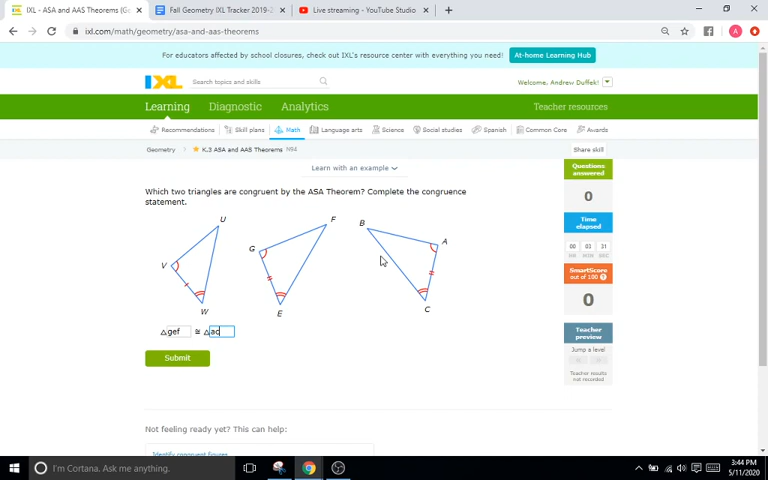 IXL - ASA and AAS Theorems (Ge
Fall Geometry IXL Tracker 2019-2
Live streaming - YouTube Studio
ixl.com/math/geometry/asa-and-aas-theorems
A
For educators affected by school closures, check out IXL's resource center with everything you need!
At-home Learning Hub
IXL
Search topics and skills
Welcome, Andrew Duffek!
Learning
Diagnostic
Analytics
Teacher resources
Recommendations
Skill plans
Math
Language arts
Science
Social studies
Spanish
Common Core
Awards
Geometry
K.3 ASA and AAS Theorems
N94
Share skill
Learn with an example
Questions answered
0
Time elapsed
00 03 31
HR MIN SEC
SmartScore
out of 100 ?
0
Teacher preview
Jump a level
Teacher results not recorded
Which two triangles are congruent by the ASA Theorem? Complete the congruence
statement.
U
V
W
G
F
E
B
A
C
△ gef ≅ △ ac
Submit
Not feeling ready yet? This can help:
Identify congruent figures
I'm Cortana. Ask me anything.
3:44 PM
5/11/2020